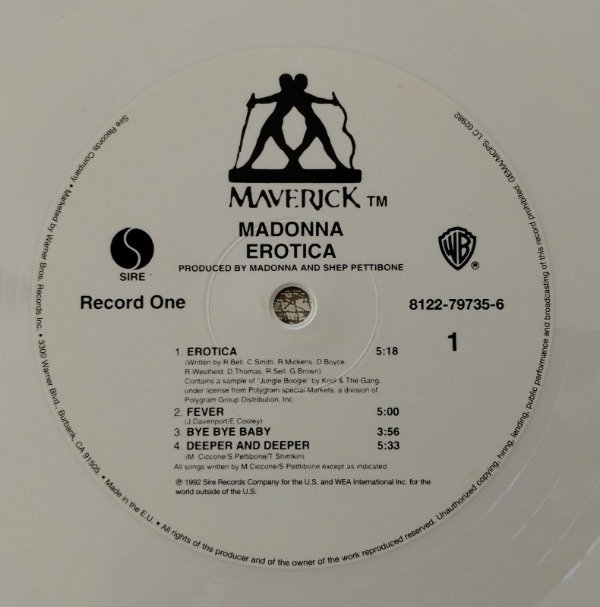 MAVERICK TM
MADONNA
EROTICA
PRODUCED BY MADONNA AND SHEP PETTIBONE
SIRE
WB ®
Record One
8122-79735-6
1
1. EROTICA 5:18
(Written by R.Bell, C.Smith, R.Mickens, D.Boyce,
R.Westfield, D.Thomas, R.Sell, G.Brown)
Contains a sample of "Jungle Boogie" by Kool & The Gang
under license from Polygram Special Markets, a division of
Polygram Group Distribution, Inc.
2. FEVER 5:00
(J.Davenport/E.Cooley)
3. BYE BYE BABY 3:56
4. DEEPER AND DEEPER 5:33
(M. Ciccone/S.Pettibone/T.Shimkin)
All songs written by M.Ciccone/S.Pettibone except as indicated.
℗ 1992 Sire Records Company for the U.S. and WEA International Inc. for the
world outside of the U.S.
Sire Records Company • Marketed by Warner Bros. Records Inc. • 3300 Warner Blvd., Burbank, CA 91505. • Made in the E.U. • All rights of the producer and of the owner of the work reproduced reserved. Unauthorized copying, hiring, lending, public performance and broadcasting of this record prohibited. GEMA/MCPS. LC 02982